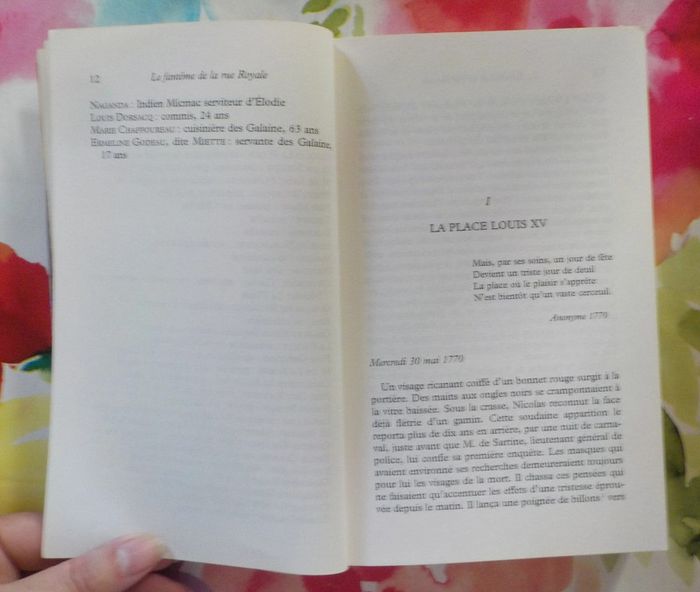 12
Le fantôme de la rue Royale
NAGANDA : Indien Micmac serviteur d'Élodie
LOUIS DORSACQ : commis, 24 ans
MARIE CHAFFOUREAU : cuisinière des Galaine, 63 ans
ERMELINE GODEAU, dite MIETTE : servante des Galaine,
17 ans
I
LA PLACE LOUIS XV
Mais, par ses soins, un jour de fête
Devient un triste jour de deuil
La place où le plaisir s'apprête
N'est bientôt qu'un vaste cercueil.
Anonyme 1770
Mercredi 30 mai 1770
Un visage ricanant coiffé d'un bonnet rouge surgit à la
portière. Des mains aux ongles noirs se cramponnaient à
la vitre baissée. Sous la crasse, Nicolas reconnut la face
déjà flétrie d'un gamin. Cette soudaine apparition le
reporta plus de dix ans en arrière, par une nuit de carna-
val, juste avant que M. de Sartine, lieutenant général de
police, lui confie sa première enquête. Les masques qui
avaient environné ses recherches demeuraient toujours
pour lui les visages de la mort. Il chassa ces pensées qui
ne faisaient qu'accentuer les effets d'une tristesse éprou-
vée depuis le matin. Il lança une poignée de billons¹ vers